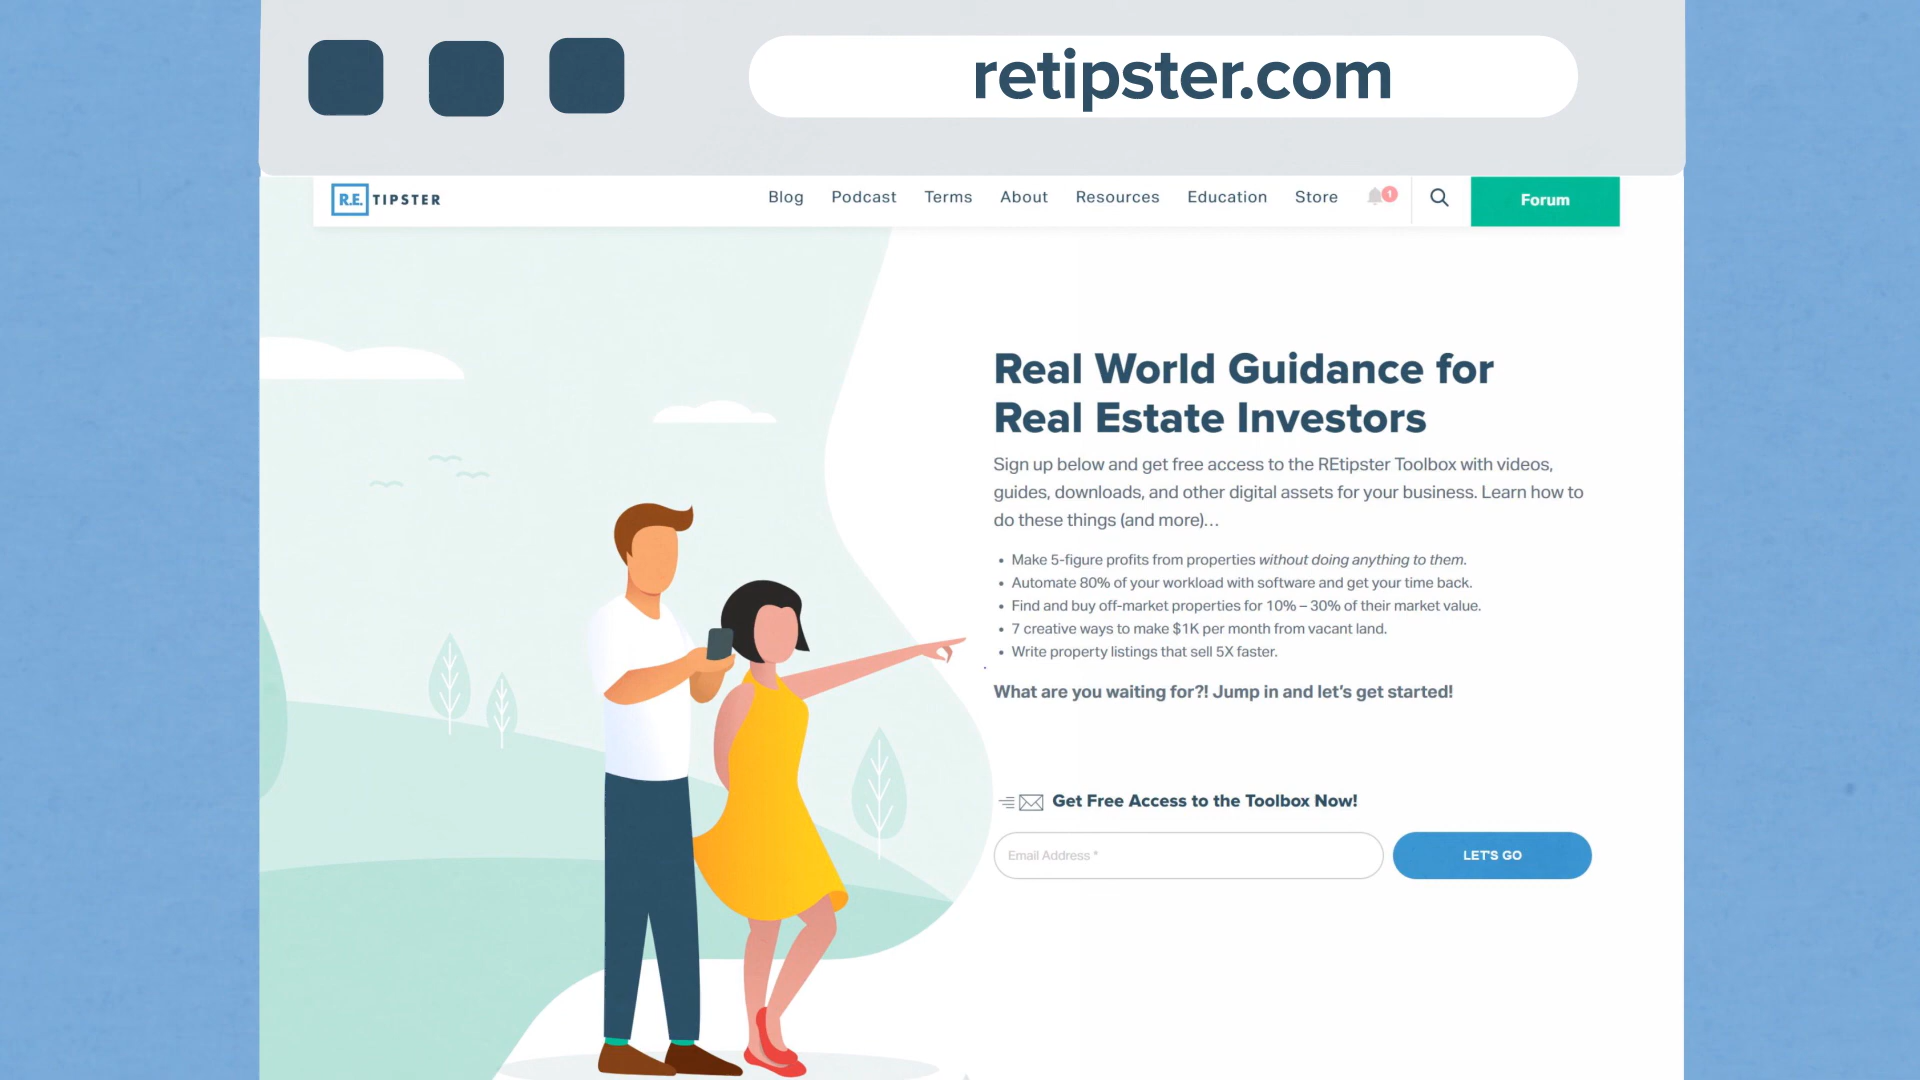 retipster.com
R.E. TIPSTER
Blog Podcast Terms About Resources Education Store 1 Forum
Real World Guidance for
Real Estate Investors
Sign up below and get free access to the REtipster Toolbox with videos,
guides, downloads, and other digital assets for your business. Learn how to
do these things (and more)...
• Make 5-figure profits from properties without doing anything to them.
• Automate 80% of your workload with software and get your time back.
• Find and buy off-market properties for 10% – 30% of their market value.
• 7 creative ways to make $1K per month from vacant land.
• Write property listings that sell 5X faster.
What are you waiting for?! Jump in and let's get started!
Get Free Access to the Toolbox Now!
Email Address *
LET'S GO